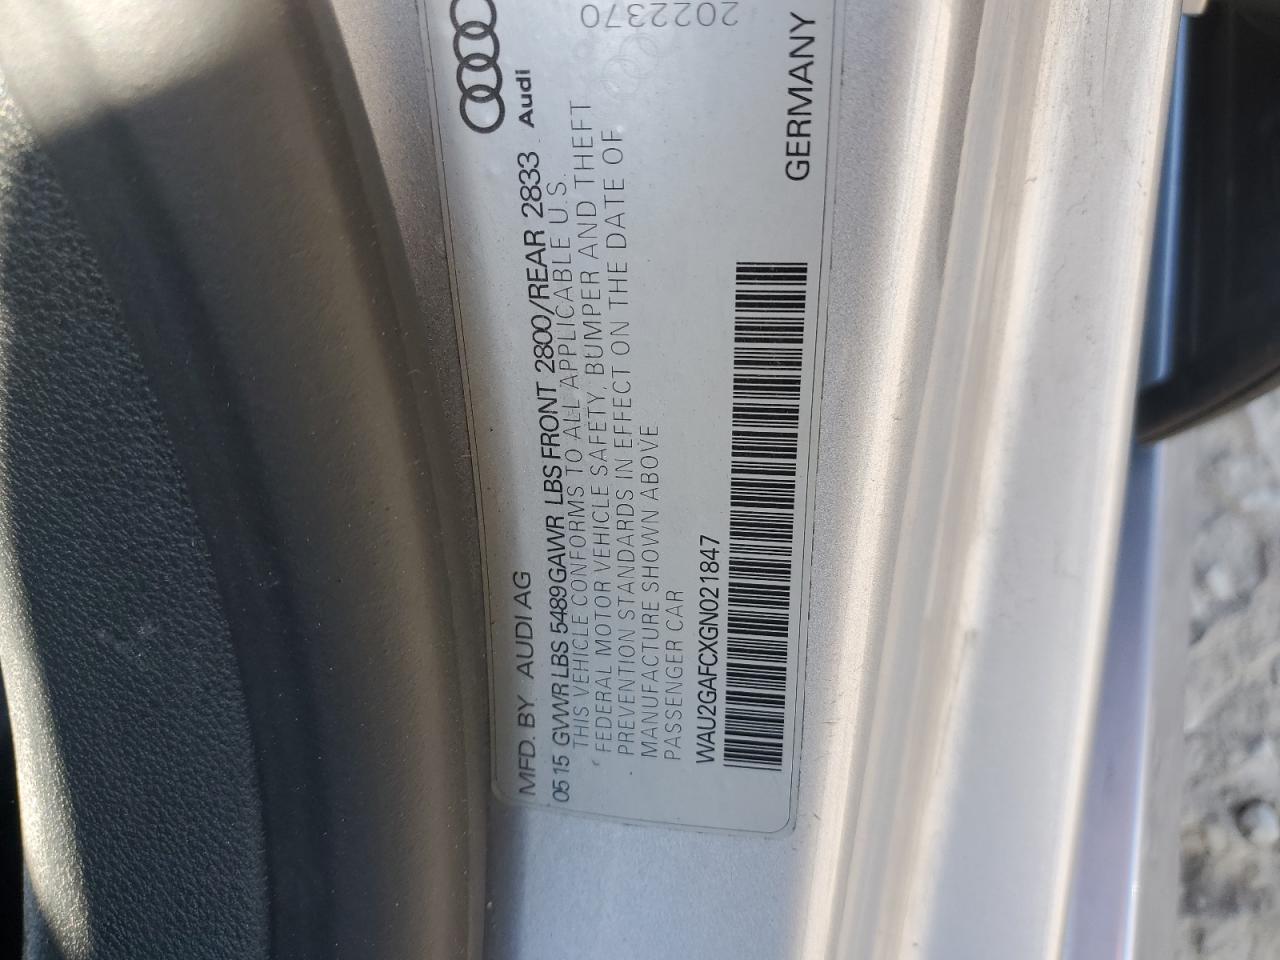 Audi
2022370
MFD. BY AUDI AG
0515 GVWR LBS 5489 GAWR LBS FRONT 2800/REAR 2833
THIS VEHICLE CONFORMS TO ALL APPLICABLE U.S.
FEDERAL MOTOR VEHICLE SAFETY, BUMPER AND THEFT
PREVENTION STANDARDS IN EFFECT ON THE DATE OF
MANUFACTURE SHOWN ABOVE
PASSENGER CAR
WAU2GAFCXGN021847
GERMANY